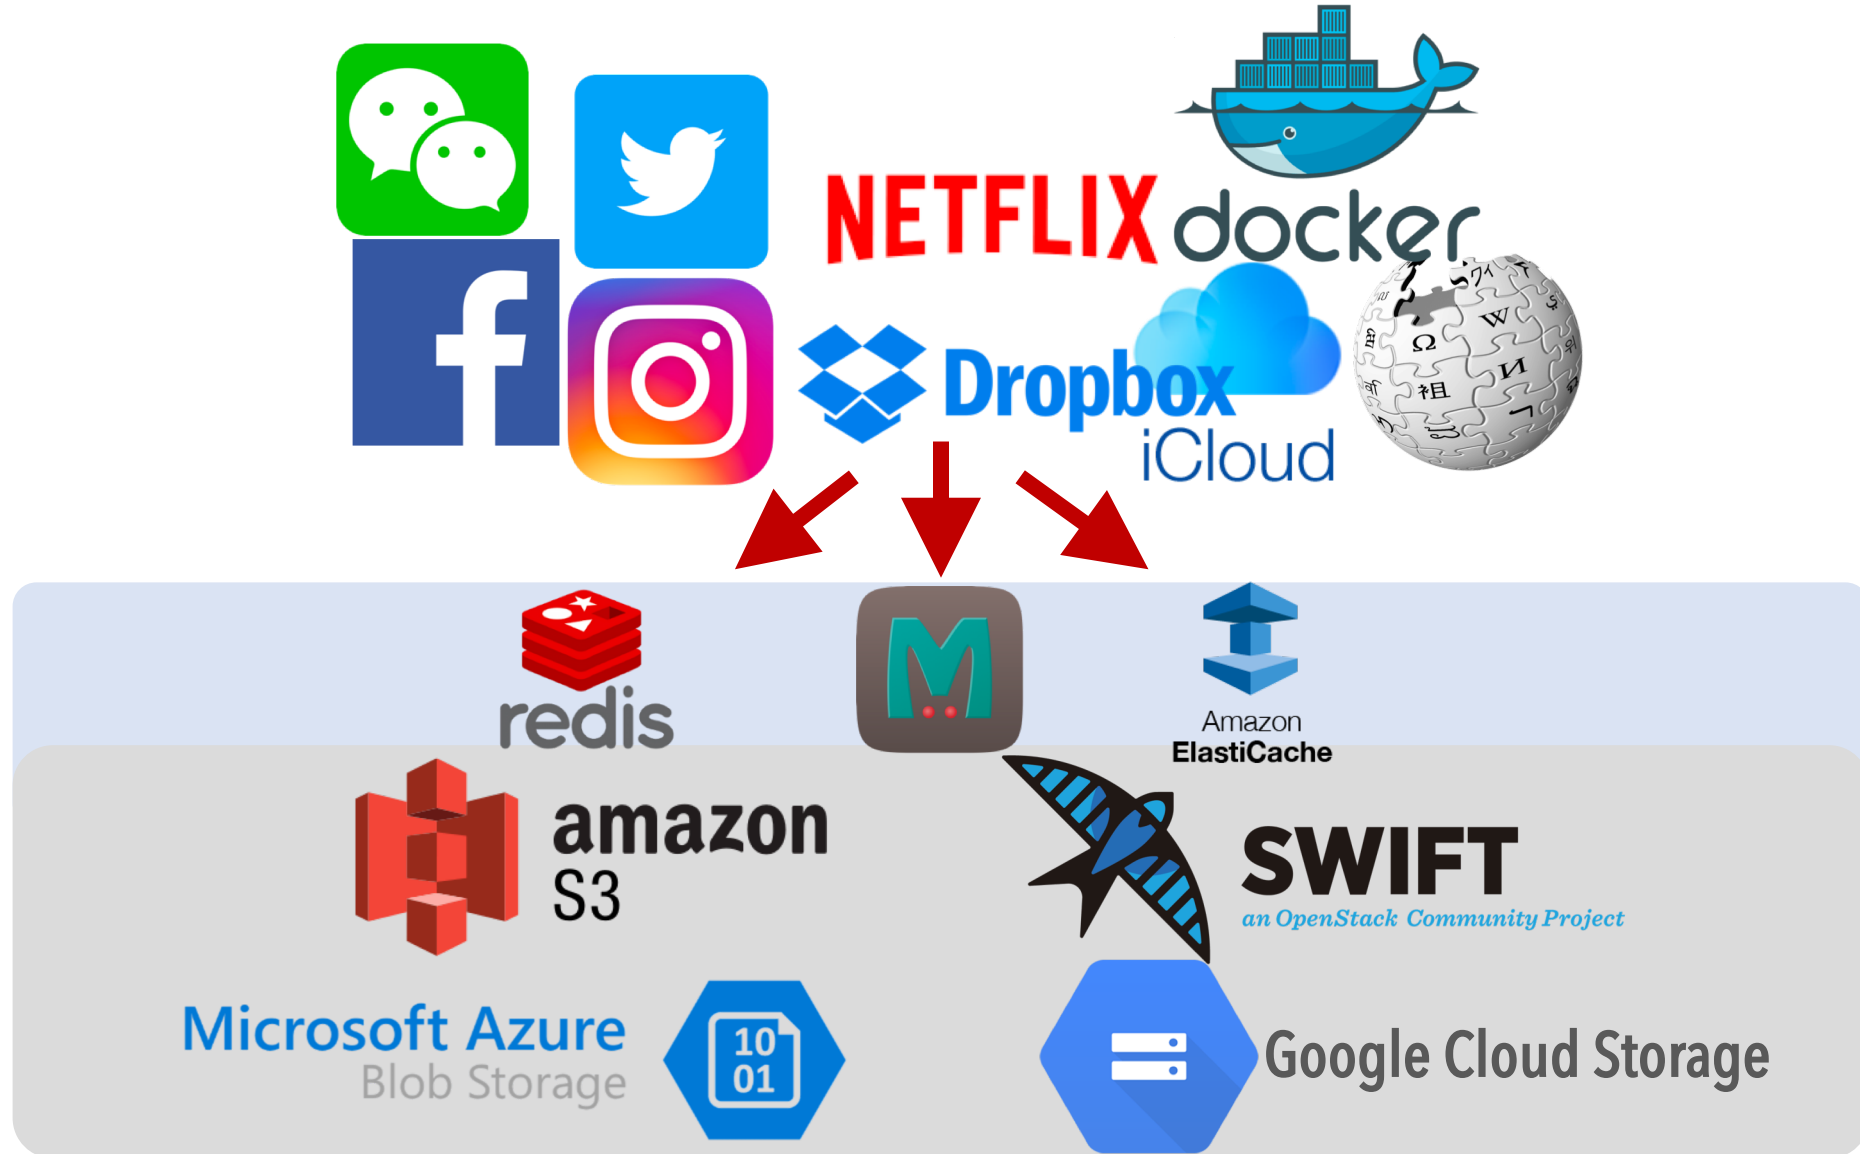 docker
NETFLIX
Dropbox
iCloud
Ω
W
И
祖
redis
M
Amazon
ElastiCache
amazon
S3
SWIFT
an OpenStack Community Project
Microsoft Azure
Blob Storage
10
01
Google Cloud Storage